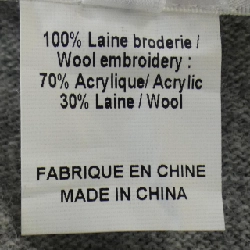 100% Laine broderie /
Wool embroidery :
70% Acrylique/ Acrylic
30% Laine / Wool
FABRIQUE EN CHINE
MADE IN CHINA